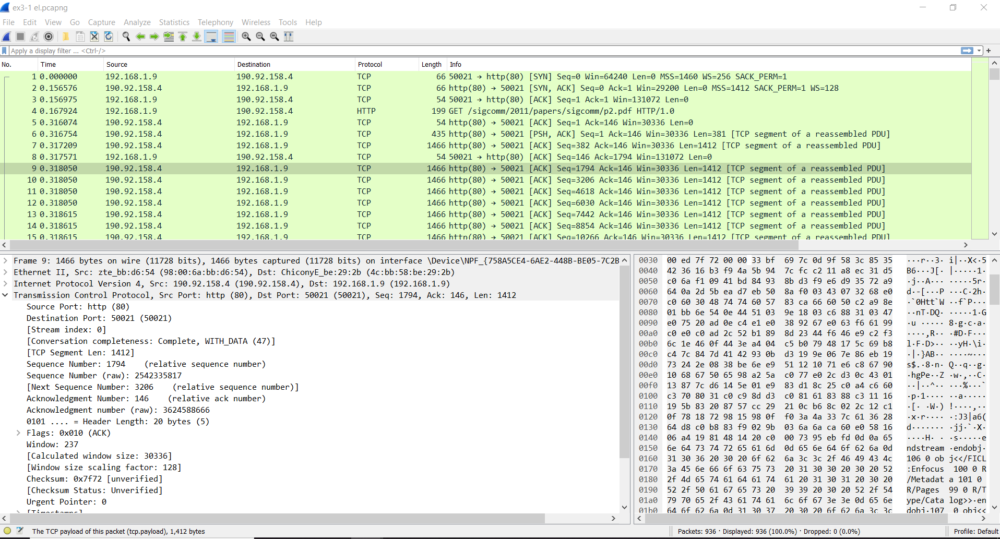 ex3-1 el.pcapng
File Edit View Go Capture Analyze Statistics Telephony Wireless Tools Help
Apply a display filter ... <Ctrl-/>
No. Time Source Destination Protocol Length Info
1 0.000000 192.168.1.9 190.92.158.4 TCP 66 50021 → http(80) [SYN] Seq=0 Win=64240 Len=0 MSS=1460 WS=256 SACK_PERM=1
2 0.156576 190.92.158.4 192.168.1.9 TCP 66 http(80) → 50021 [SYN, ACK] Seq=0 Ack=1 Win=29200 Len=0 MSS=1412 SACK_PERM=1 WS=128
3 0.156975 192.168.1.9 190.92.158.4 TCP 54 50021 → http(80) [ACK] Seq=1 Ack=1 Win=131072 Len=0
4 0.167924 192.168.1.9 190.92.158.4 HTTP 199 GET /sigcomm/2011/papers/sigcomm/p2.pdf HTTP/1.0
5 0.316074 190.92.158.4 192.168.1.9 TCP 54 http(80) → 50021 [ACK] Seq=1 Ack=146 Win=30336 Len=0
6 0.316754 190.92.158.4 192.168.1.9 TCP 435 http(80) → 50021 [PSH, ACK] Seq=1 Ack=146 Win=30336 Len=381 [TCP segment of a reassembled PDU]
7 0.317209 190.92.158.4 192.168.1.9 TCP 1466 http(80) → 50021 [ACK] Seq=382 Ack=146 Win=30336 Len=1412 [TCP segment of a reassembled PDU]
8 0.317571 192.168.1.9 190.92.158.4 TCP 54 50021 → http(80) [ACK] Seq=146 Ack=1794 Win=131072 Len=0
9 0.318050 190.92.158.4 192.168.1.9 TCP 1466 http(80) → 50021 [ACK] Seq=1794 Ack=146 Win=30336 Len=1412 [TCP segment of a reassembled PDU]
10 0.318050 190.92.158.4 192.168.1.9 TCP 1466 http(80) → 50021 [ACK] Seq=3206 Ack=146 Win=30336 Len=1412 [TCP segment of a reassembled PDU]
11 0.318050 190.92.158.4 192.168.1.9 TCP 1466 http(80) → 50021 [ACK] Seq=4618 Ack=146 Win=30336 Len=1412 [TCP segment of a reassembled PDU]
12 0.318050 190.92.158.4 192.168.1.9 TCP 1466 http(80) → 50021 [ACK] Seq=6030 Ack=146 Win=30336 Len=1412 [TCP segment of a reassembled PDU]
13 0.318615 190.92.158.4 192.168.1.9 TCP 1466 http(80) → 50021 [ACK] Seq=7442 Ack=146 Win=30336 Len=1412 [TCP segment of a reassembled PDU]
14 0.318615 190.92.158.4 192.168.1.9 TCP 1466 http(80) → 50021 [ACK] Seq=8854 Ack=146 Win=30336 Len=1412 [TCP segment of a reassembled PDU]
15 0.318615 190.92.158.4 192.168.1.9 TCP 1466 http(80) → 50021 [ACK] Seq=10266 Ack=146 Win=30336 Len=1412 [TCP segment of a reassembled PDU]
Frame 9: 1466 bytes on wire (11728 bits), 1466 bytes captured (11728 bits) on interface \Device\NPF_{758A5CE4-6AE2-448B-BE05-7C2B
Ethernet II, Src: zte_bb:d6:54 (98:00:6a:bb:d6:54), Dst: ChiconyE_be:29:2b (4c:bb:58:be:29:2b)
Internet Protocol Version 4, Src: 190.92.158.4 (190.92.158.4), Dst: 192.168.1.9 (192.168.1.9)
Transmission Control Protocol, Src Port: http (80), Dst Port: 50021 (50021), Seq: 1794, Ack: 146, Len: 1412
Source Port: http (80)
Destination Port: 50021 (50021)
[Stream index: 0]
[Conversation completeness: Complete, WITH_DATA (47)]
[TCP Segment Len: 1412]
Sequence Number: 1794 (relative sequence number)
Sequence Number (raw): 2542335817
[Next Sequence Number: 3206 (relative sequence number)]
Acknowledgment Number: 146 (relative ack number)
Acknowledgment number (raw): 3624588666
0101 .... = Header Length: 20 bytes (5)
Flags: 0x010 (ACK)
Window: 237
[Calculated window size: 30336]
[Window size scaling factor: 128]
Checksum: 0x7f72 [unverified]
[Checksum Status: Unverified]
Urgent Pointer: 0
[Timestamps]
0030 00 ed 7f 72 00 00 33 bf 69 7c 0d 9f 58 3c 85 35 ···r··3· i|··X<·5
0040 42 36 16 b3 f9 4a 5b 94 7c fc c2 11 a8 ec 31 d5 B6···J[· |·····1·
0050 c0 6a f1 09 41 bd 84 93 8b d3 f9 e6 d9 35 72 a9 ·j··A··· ·····5r·
0060 64 0a 2d 5b ea d7 eb 50 8a f0 03 43 07 32 68 e0 d·-[···P ···C·2h·
0070 c0 60 30 48 74 74 60 57 83 ca 66 60 50 c2 a9 8e ·`0Htt`W ··f`P···
0080 01 bb 6e 54 0e 44 51 03 9e 18 03 c6 88 31 03 47 ··nT·DQ· ·····1·G
0090 e0 75 20 ad 0e c4 e1 e0 38 92 67 e0 63 f6 61 99 ·u ····· 8·g·c·a·
00a0 c0 e0 c0 ad 2c 52 b1 89 8d 23 44 f6 46 e9 c2 f3 ····,R·· ·#D·F···
00b0 6c 1e 46 0f 44 3e a4 04 c5 b0 79 48 17 5c 69 b8 l·F·D>·· ··yH·\i·
00c0 c4 7c 84 7d 41 42 93 0b d3 19 9e 06 7e 86 eb 19 ·|·}AB·· ····~···
00d0 73 24 2e 08 38 be 6e e9 51 12 10 71 e6 c8 67 90 s$.·8·n· Q··q··g·
00e0 10 68 67 50 65 98 a2 5a c0 77 e0 2c d3 0c 43 01 ·hgPe··Z ·w·,··C·
00f0 13 87 7c d6 14 5e 01 e9 83 d1 8c 25 c0 a4 c6 60 ··|··^·· ···%···`
0100 c3 70 80 31 c0 c9 8d d3 c0 81 61 83 88 c3 11 16 ·p·1···· ··a·····
0110 19 5b 83 20 87 57 cc 29 21 0c b6 8c 02 2c 12 c1 ·[· ·W·) !····,··
0120 0f 78 18 72 98 15 98 0f f0 3a 4a 33 7c 61 36 28 ·x·r···· ·:J3|a6(
0130 64 d8 c0 b8 83 f9 02 9b 03 6a 6a ca 60 e0 58 16 d······· ·jj·`·X·
0140 06 a4 19 81 48 14 20 c0 00 73 95 eb fd 0d 0a 65 ····H· · ·s·····e
0150 6e 64 73 74 72 65 61 6d 0d 65 6e 64 6f 62 6a 0d ndstream ·endobj·
0160 31 30 36 20 30 20 6f 62 6a 3c 3c 2f 46 49 43 4c 106 0 ob j<</FICL
0170 3a 45 6e 66 6f 63 75 73 20 31 30 30 20 30 20 52 :Enfocus 100 0 R
0180 2f 4d 65 74 61 64 61 74 61 20 31 30 31 20 30 20 /Metadat a 101 0
0190 52 2f 50 61 67 65 73 20 39 39 20 30 20 52 2f 54 R/Pages 99 0 R/T
01a0 79 70 65 2f 43 61 74 61 6c 6f 67 3e 3e 0d 65 6e ype/Cata log>>·en
01b0 64 6f 62 6a 0d 31 30 37 20 30 20 6f 62 6a 3c 3c dobj·107 0 obj<<
The TCP payload of this packet (tcp.payload), 1,412 bytes
Packets: 936 · Displayed: 936 (100.0%) · Dropped: 0 (0.0%)
Profile: Default